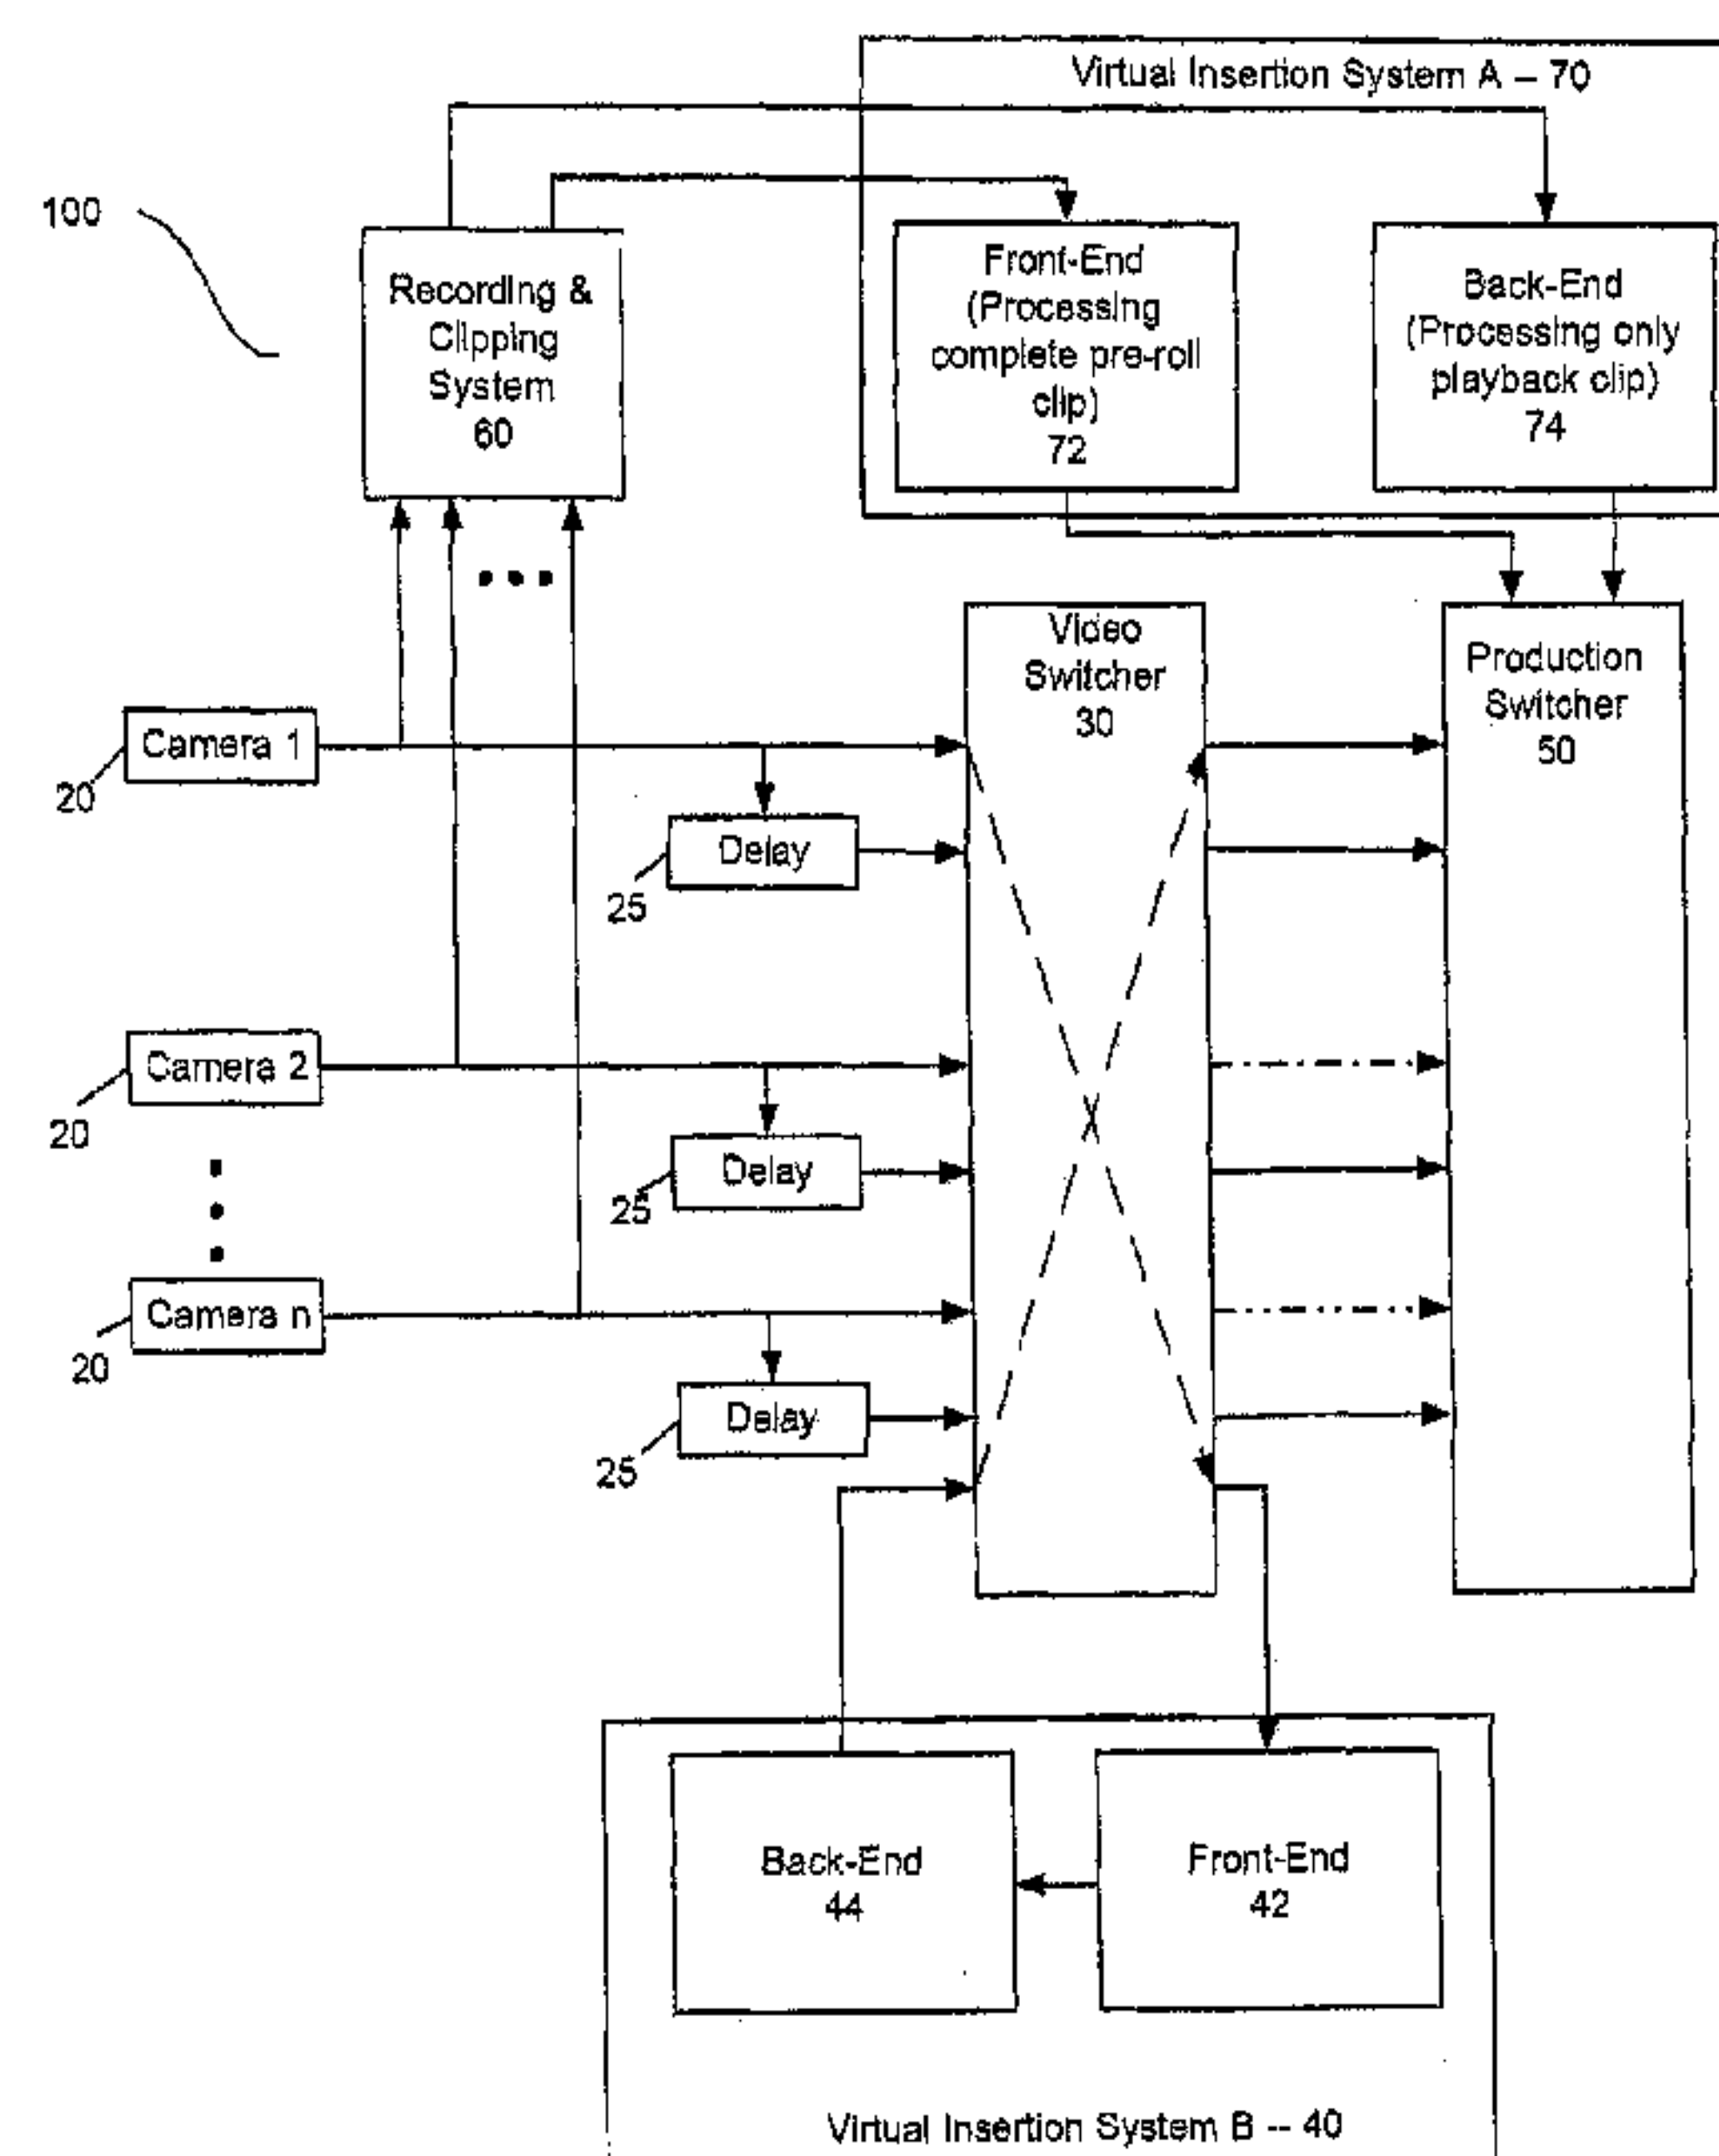 Virtual Insertion System A – 70
100
Recording &
Clipping
System
60
Front-End
(Processing
complete pre-roll
clip)
72
Back-End
(Processing only
playback clip)
74
Video
Switcher
30
Production
Switcher
50
Camera 1
20
Delay
25
Camera 2
20
Delay
25
Camera n
20
Delay
25
Back-End
44
Front-End
42
Virtual Insertion System B -- 40